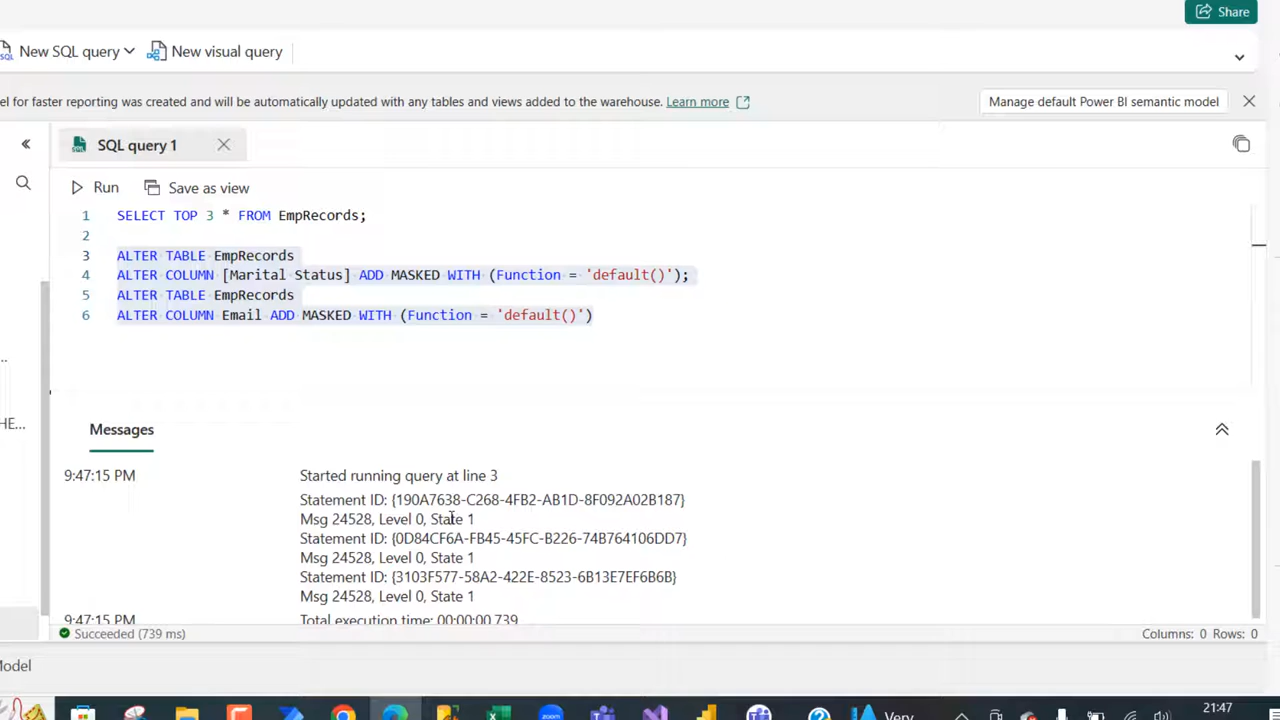 Share
New SQL query New visual query
el for faster reporting was created and will be automatically updated with any tables and views added to the warehouse. Learn more Manage default Power BI semantic model
SQL query 1
Run Save as view
1 SELECT TOP 3 * FROM EmpRecords;
2
3 ALTER TABLE EmpRecords
4 ALTER COLUMN [Marital Status] ADD MASKED WITH (Function = 'default()');
5 ALTER TABLE EmpRecords
6 ALTER COLUMN Email ADD MASKED WITH (Function = 'default()')
HE...
Messages
9:47:15 PM Started running query at line 3
Statement ID: {190A7638-C268-4FB2-AB1D-8F092A02B187}
Msg 24528, Level 0, State 1
Statement ID: {0D84CF6A-FB45-45FC-B226-74B764106DD7}
Msg 24528, Level 0, State 1
Statement ID: {3103F577-58A2-422E-8523-6B13E7EF6B6B}
Msg 24528, Level 0, State 1
9:47:15 PM Total execution time: 00:00:00.739
Succeeded (739 ms) Columns: 0 Rows: 0
Model
zoom Very 21:47